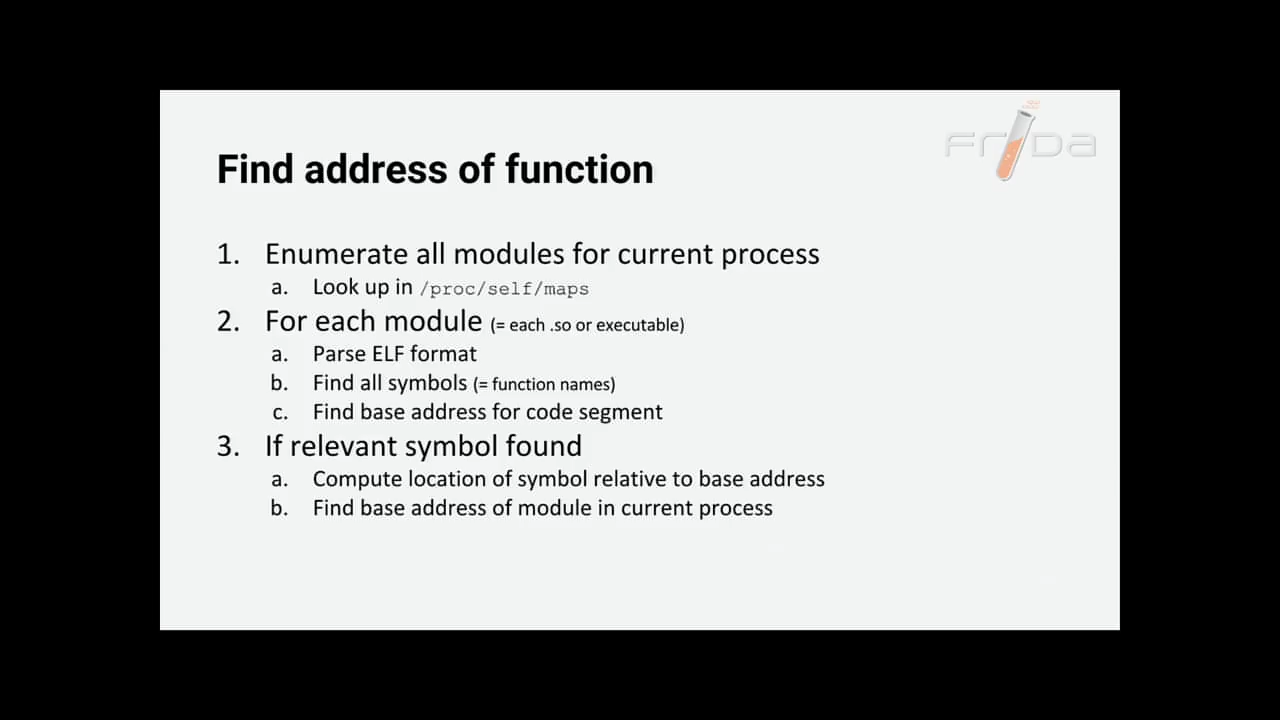 FRIDA
Find address of function
1. Enumerate all modules for current process
a. Look up in /proc/self/maps
2. For each module (= each .so or executable)
a. Parse ELF format
b. Find all symbols (= function names)
c. Find base address for code segment
3. If relevant symbol found
a. Compute location of symbol relative to base address
b. Find base address of module in current process